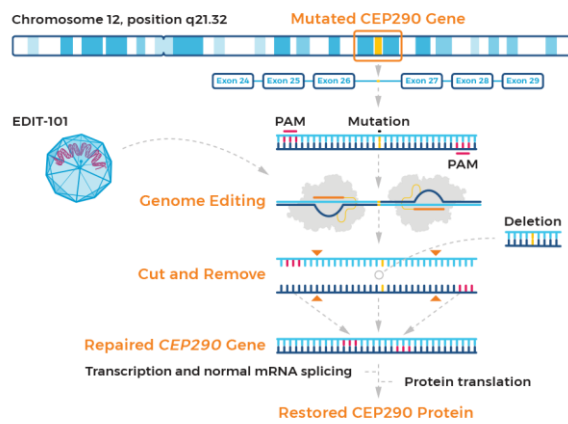 Chromosome 12, position q21.32
Mutated CEP290 Gene
Exon 24
Exon 25
Exon 26
Exon 27
Exon 28
Exon 29
EDIT-101
PAM
Mutation
PAM
Genome Editing
Deletion
Cut and Remove
Repaired CEP290 Gene
Transcription and normal mRNA splicing
Protein translation
Restored CEP290 Protein